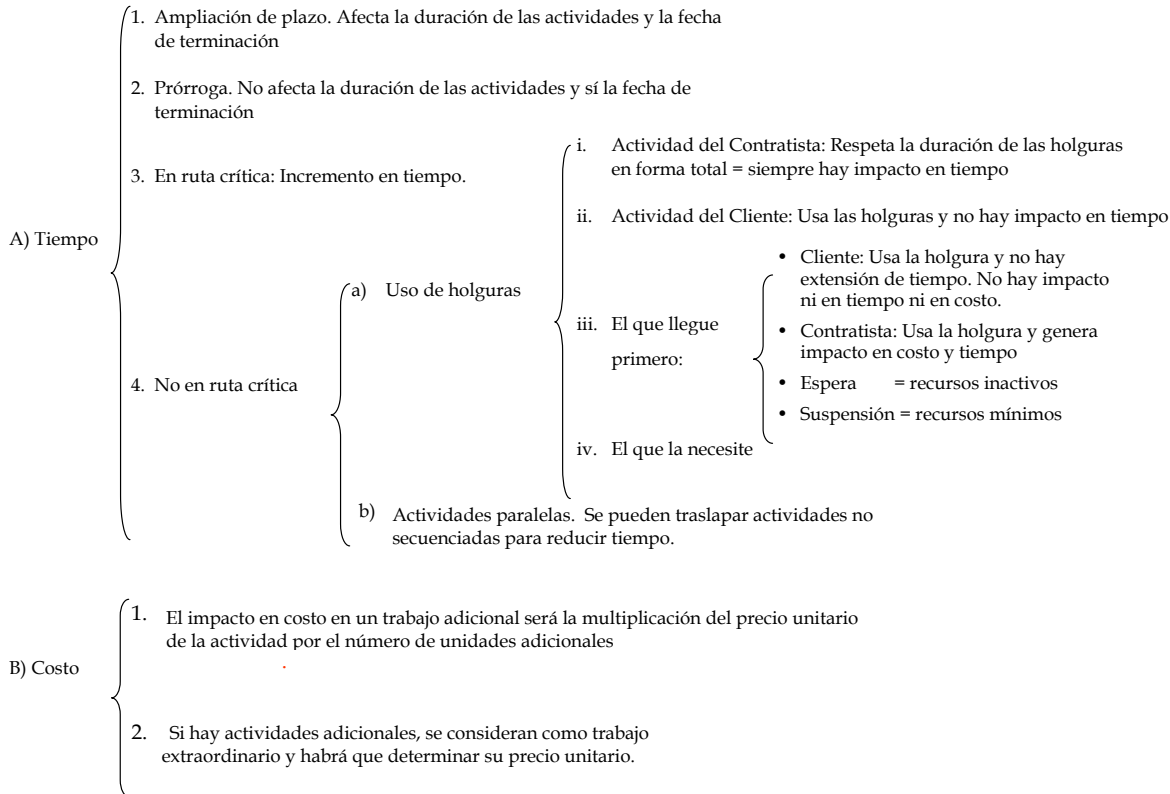 1. Ampliación de plazo. Afecta la duración de las actividades y la fecha
de terminación
2. Prórroga. No afecta la duración de las actividades y sí la fecha de
terminación
3. En ruta crítica: Incremento en tiempo.
A) Tiempo
4. No en ruta crítica
a) Uso de holguras
i. Actividad del Contratista: Respeta la duración de las holguras
en forma total = siempre hay impacto en tiempo
ii. Actividad del Cliente: Usa las holguras y no hay impacto en tiempo
iii. El que llegue
primero:
• Cliente: Usa la holgura y no hay
extensión de tiempo. No hay impacto
ni en tiempo ni en costo.
• Contratista: Usa la holgura y genera
impacto en costo y tiempo
• Espera = recursos inactivos
• Suspensión = recursos mínimos
iv. El que la necesite
b) Actividades paralelas. Se pueden traslapar actividades no
secuenciadas para reducir tiempo.
B) Costo
1. El impacto en costo en un trabajo adicional será la multiplicación del precio unitario
de la actividad por el número de unidades adicionales
2. Si hay actividades adicionales, se consideran como trabajo
extraordinario y habrá que determinar su precio unitario.